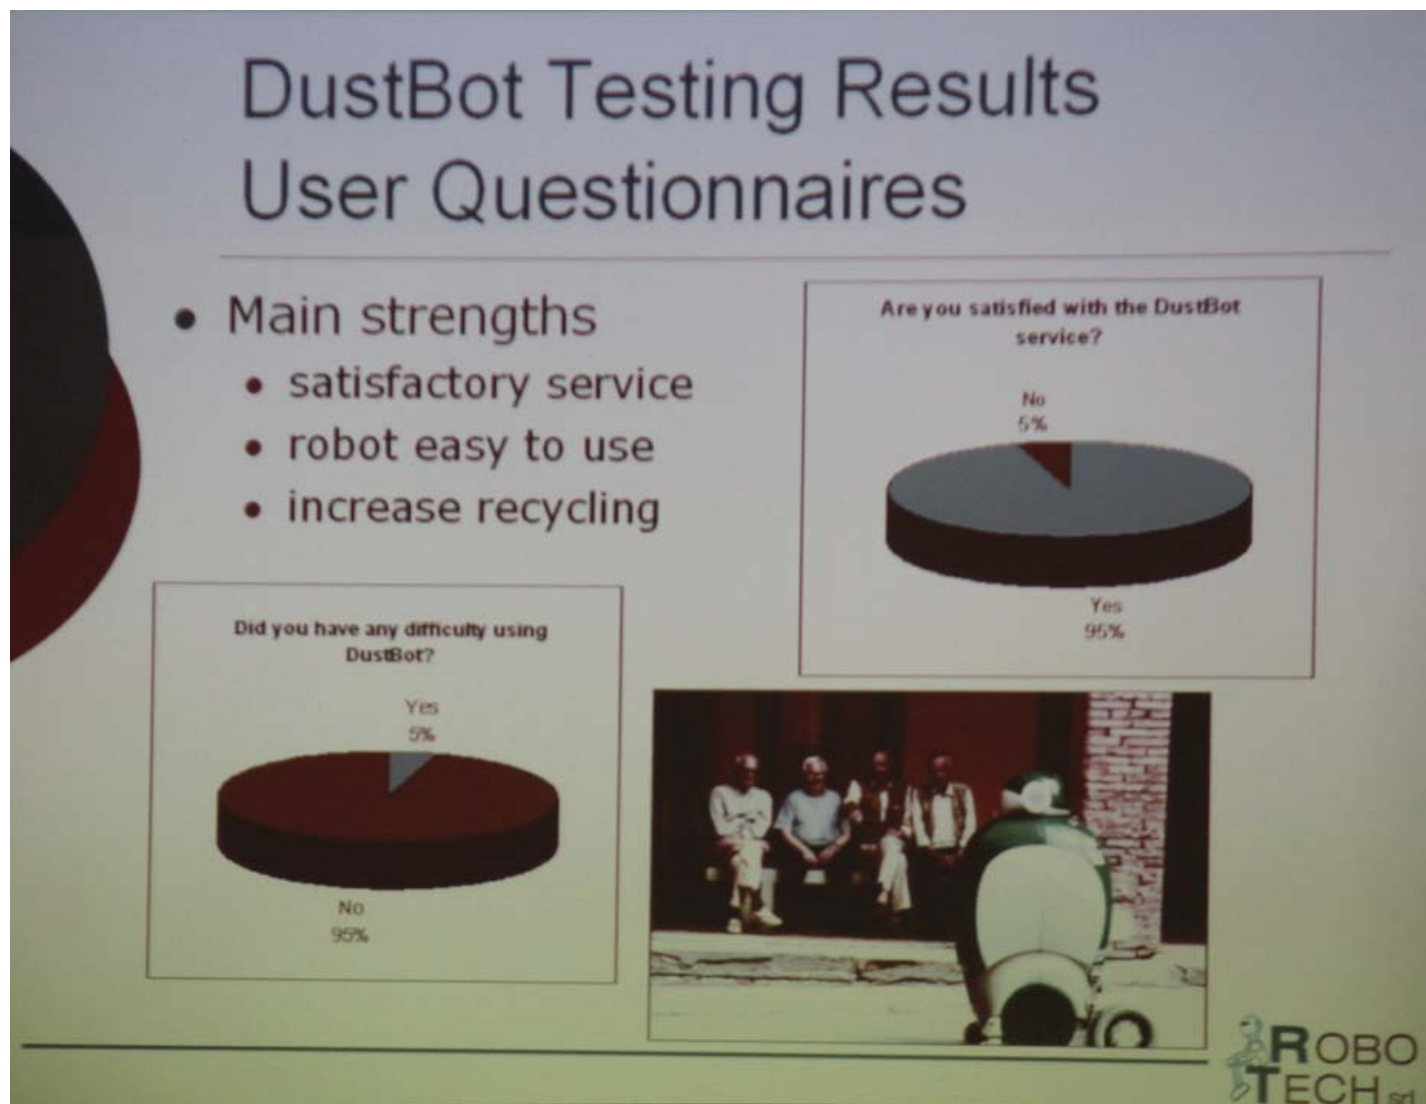 DustBot Testing Results
User Questionnaires
• Main strengths
• satisfactory service
• robot easy to use
• increase recycling
Are you satisfied with the DustBot
service?
No
5%
Yes
95%
Did you have any difficulty using
DustBot?
Yes
5%
No
95%
ROBO
TECH srl